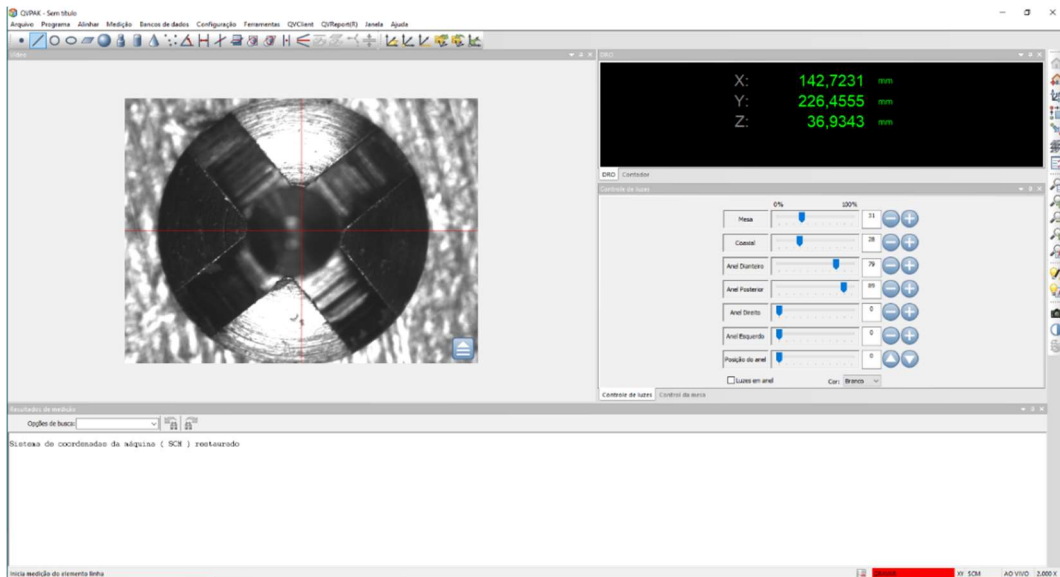 QVPAK - Sem título
Arquivo Programa Alinhar Medição Bancos de dados Configuração Ferramentas QVClient QVReport(R) Janela Ajuda
Vídeo
DRO
X: 142,7231 mm
Y: 226,4555 mm
Z: 36,9343 mm
DRO Contador
Controle de luzes
0% 100%
Mesa 31
Coaxial 28
Anel Dianteiro 79
Anel Posterior 89
Anel Direito 0
Anel Esquerdo 0
Posição do anel 0
Luzes em anel Cor: Branco
Controle de luzes Control da mesa
Resultados de medição
Opções de busca:
Sistema de coordenadas da máquina ( SCM ) restaurado
Inicia medição do elemento linha
XY SCM AO VIVO 2.000 X